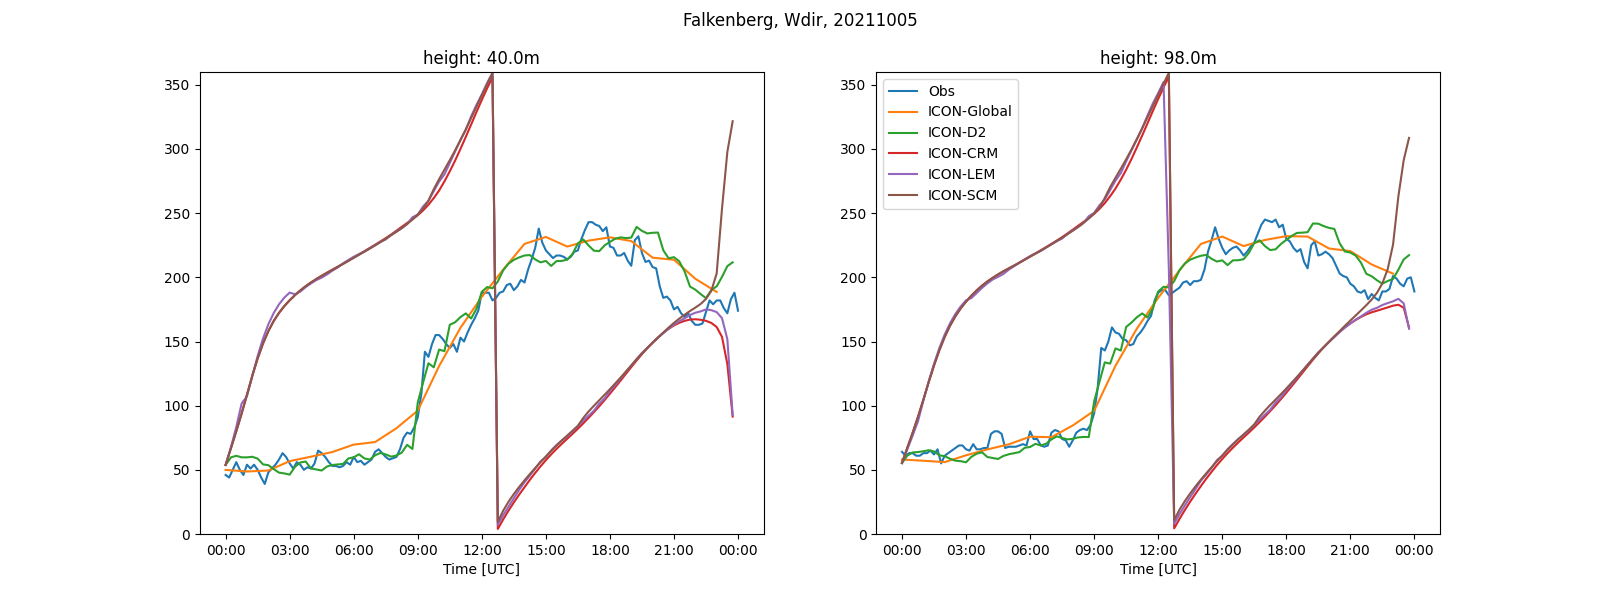 Falkenberg, Wdir, 20211005
height: 40.0m
350
300
250
200
150
100
50
0
00:00 03:00 06:00 09:00 12:00 15:00 18:00 21:00 00:00
Time [UTC]
height: 98.0m
Obs
ICON-Global
ICON-D2
ICON-CRM
ICON-LEM
ICON-SCM
350
300
250
200
150
100
50
0
00:00 03:00 06:00 09:00 12:00 15:00 18:00 21:00 00:00
Time [UTC]